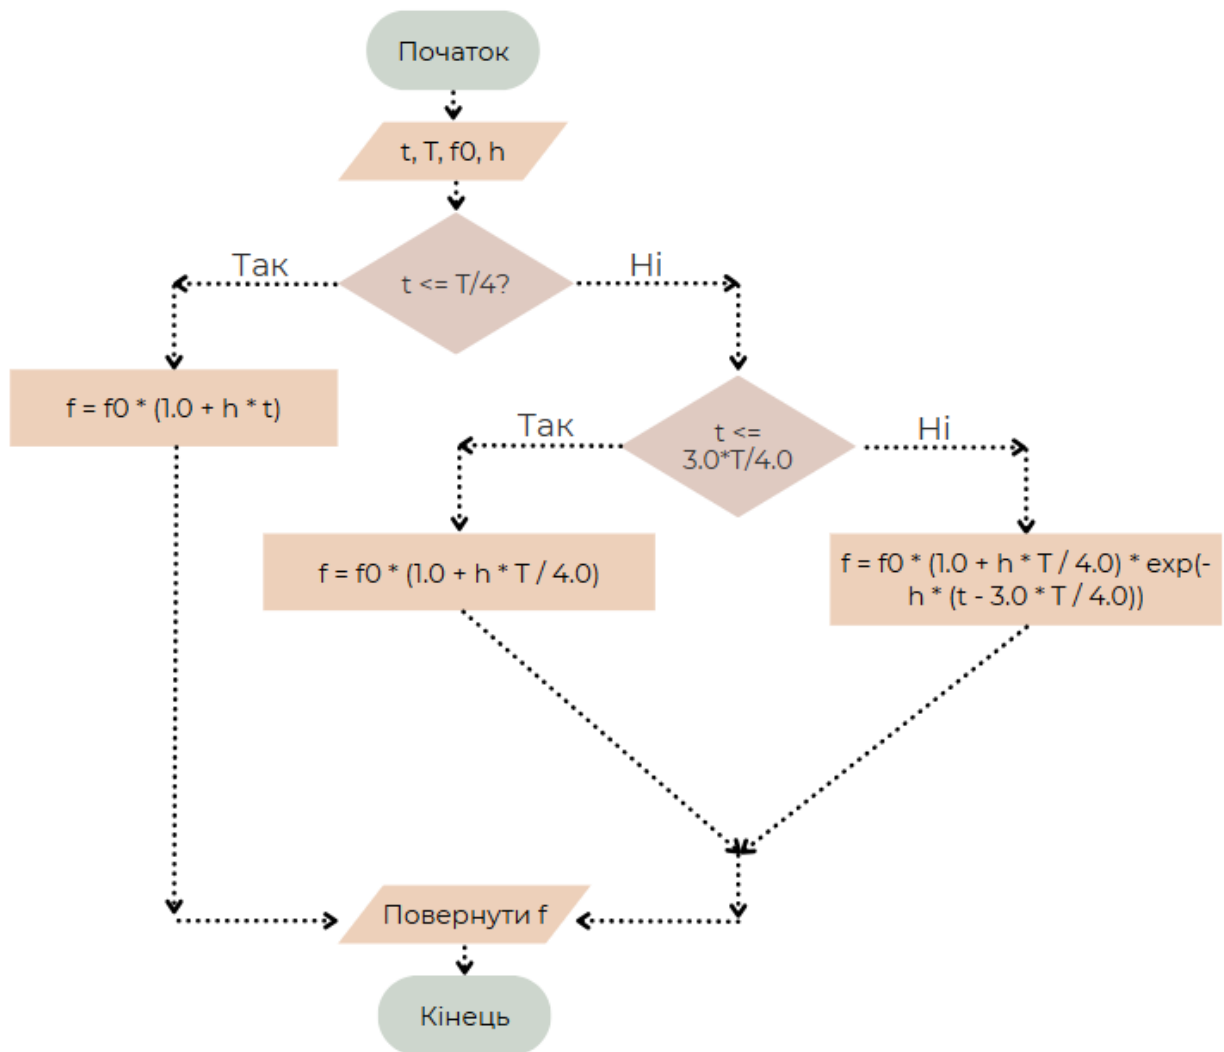 Початок
t, T, f0, h
t <= T/4?
Так
Ні
f = f0 * (1.0 + h * t)
t <=
3.0*T/4.0
Так
Ні
f = f0 * (1.0 + h * T / 4.0)
f = f0 * (1.0 + h * T / 4.0) * exp(-
h * (t - 3.0 * T / 4.0))
Повернути f
Кінець